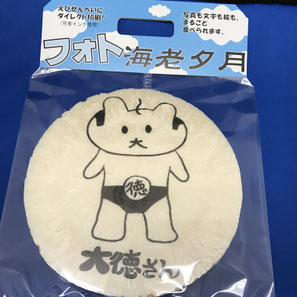 えびせんべいに
ダイレクト印刷!
(可食インク使用)
写真も文字も絵も、
まるごと
食べられます。
フォト海老夕月
大
徳
大徳さん